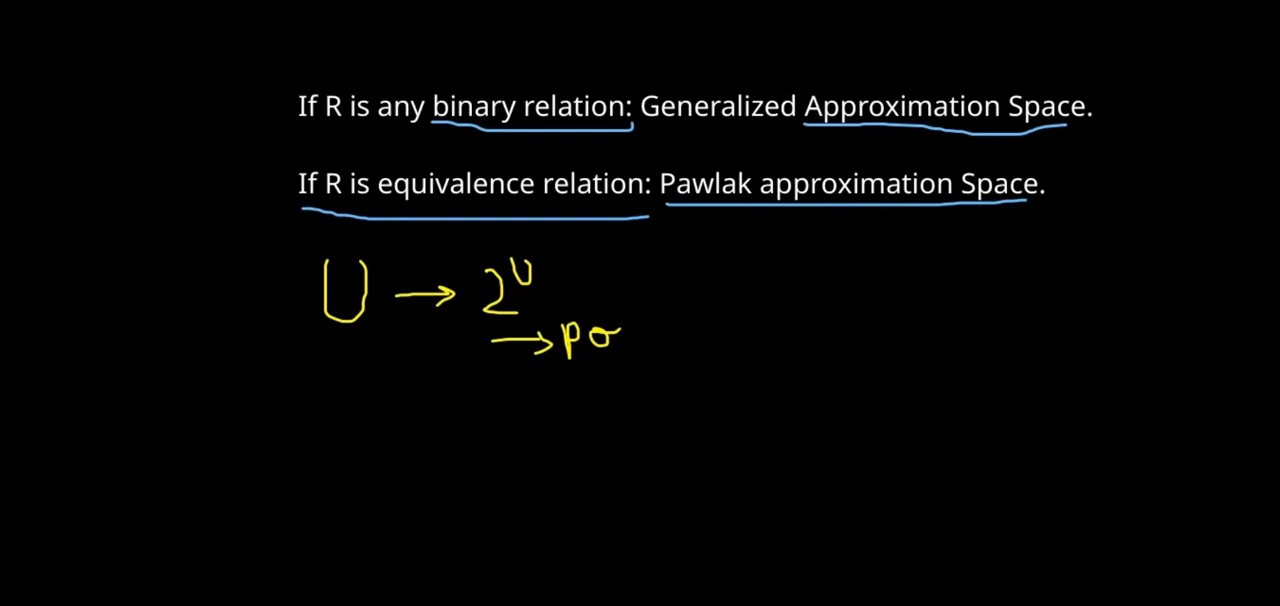 If R is any binary relation: Generalized Approximation Space.
If R is equivalence relation: Pawlak approximation Space.
U → 2^U
→ po